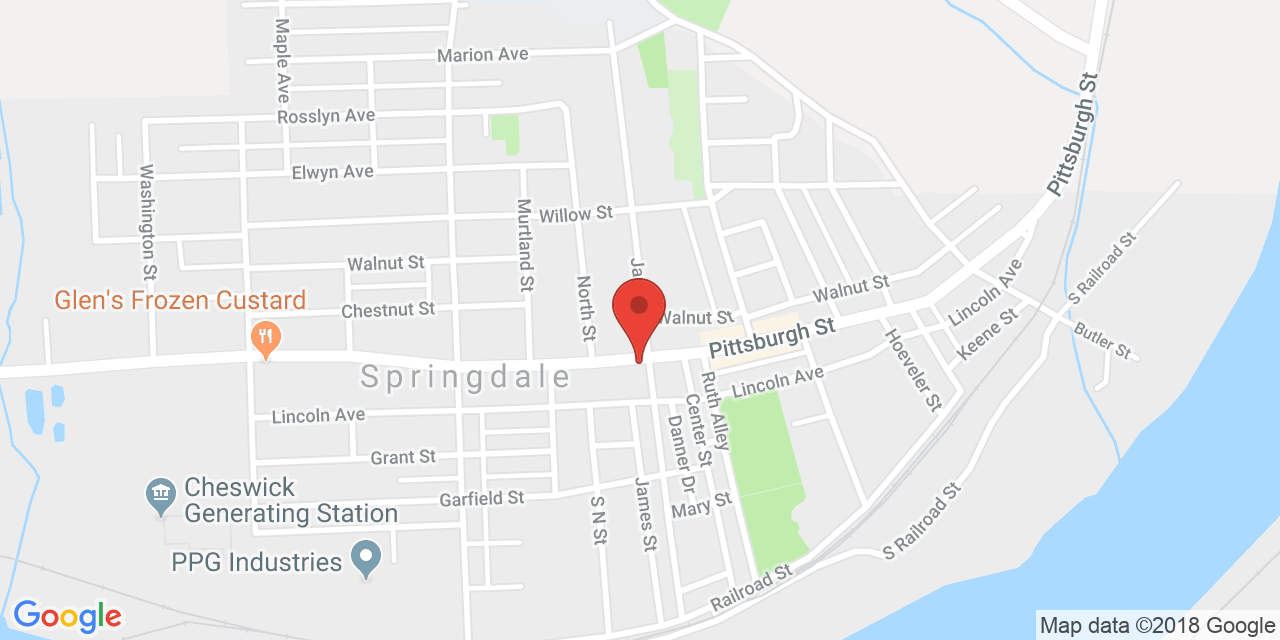 Maple Ave
Marion Ave
Rosslyn Ave
Elwyn Ave
Washington St
Murtland St
Willow St
Pittsburgh St
Walnut St
North St
Ja
Glen's Frozen Custard
Chestnut St
Walnut St
Walnut St
Pittsburgh St
S Railroad St
Lincoln Ave
Keene St
Butler St
Hoeveler St
Springdale
Lincoln Ave
Lincoln Ave
Ruth Alley
Center St
Danner Dr
Grant St
Garfield St
Mary St
James St
S N St
Cheswick
Generating Station
PPG Industries
S Railroad St
Railroad St
Google
Map data ©2018 Google